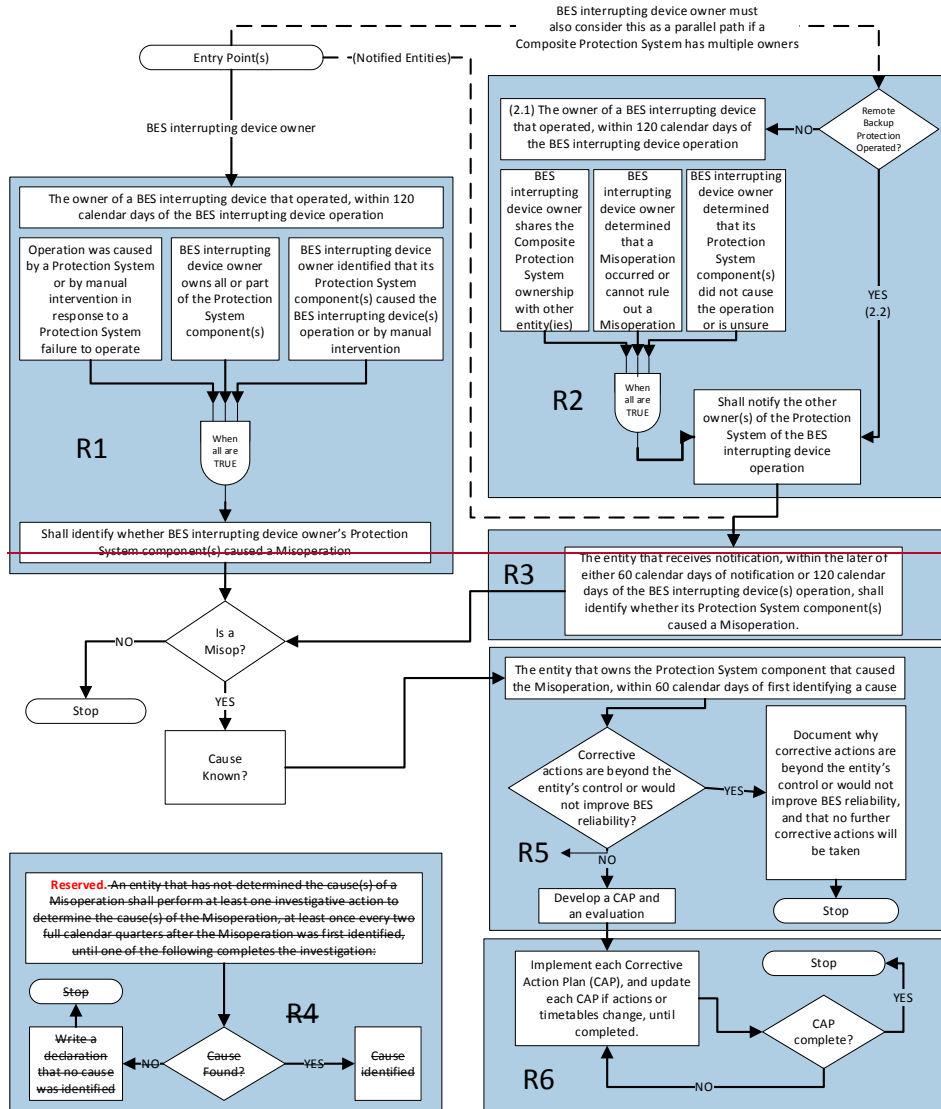 BES interrupting device owner must
also consider this as a parallel path if a
Composite Protection System has multiple owners
Entry Point(s)
(Notified Entities)
BES interrupting device owner
The owner of a BES interrupting device that operated, within 120
calendar days of the BES interrupting device operation
Operation was caused
by a Protection System
or by manual
intervention in
response to a
Protection System
failure to operate
BES interrupting
device owner
owns all or part
of the Protection
System
component(s)
BES interrupting device
owner identified that its
Protection System
component(s) caused the
BES interrupting device(s)
operation or by manual
intervention
R1
When
all are
TRUE
Shall identify whether BES interrupting device owner's Protection
System component(s) caused a Misoperation
Remote
Backup
Protection
Operated?
NO
(2.1) The owner of a BES interrupting device
that operated, within 120 calendar days of
the BES interrupting device operation
BES
interrupting
device owner
shares the
Composite
Protection
System
ownership
with other
entity(ies)
BES
interrupting
device owner
determined
that a
Misoperation
occurred or
cannot rule
out a
Misoperation
BES interrupting
device owner
determined
that its
Protection
System
component(s)
did not cause
the operation
or is unsure
YES
(2.2)
R2
When
all are
TRUE
Shall notify the other
owner(s) of the Protection
System of the BES
interrupting device
operation
R3
The entity that receives notification, within the later of
either 60 calendar days of notification or 120 calendar
days of the BES interrupting device(s) operation, shall
identify whether its Protection System component(s)
caused a Misoperation.
Is a
Misop?
NO
Stop
YES
Cause
Known?
The entity that owns the Protection System component that caused
the Misoperation, within 60 calendar days of first identifying a cause
Corrective
actions are beyond
the entity's control or would
not improve BES
reliability?
YES
Document why
corrective actions are
beyond the entity's
control or would not
improve BES reliability,
and that no further
corrective actions will
be taken
Stop
R5
NO
Develop a CAP and
an evaluation
Reserved. An entity that has not determined the cause(s) of a
Misoperation shall perform at least one investigative action to
determine the cause(s) of the Misoperation, at least once every two
full calendar quarters after the Misoperation was first identified,
until one of the following completes the investigation:
R4
Stop
Write a
declaration
that no cause
was identified
NO
Cause
Found?
YES
Cause
identified
Implement each Corrective
Action Plan (CAP), and update
each CAP if actions or
timetables change, until
completed.
Stop
YES
CAP
complete?
NO
R6